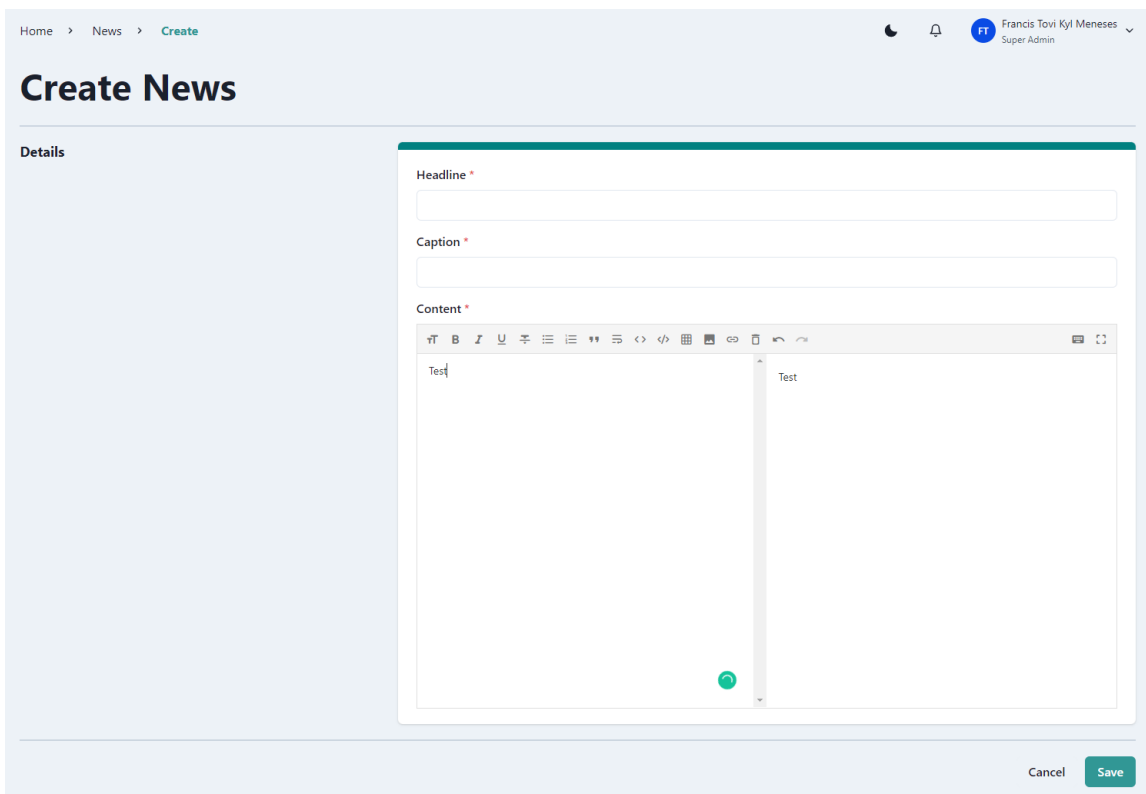 Home > News > Create
FT Francis Tovi Kyl Meneses
Super Admin
Create News
Details
Headline *
Caption *
Content *
Test
Test
Cancel Save